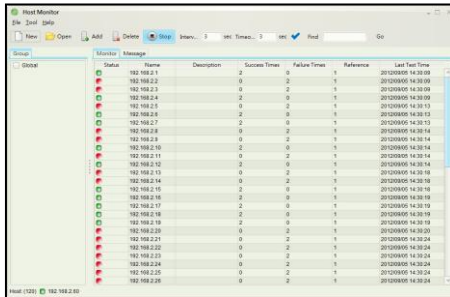 Host Monitor
File Tool Help
New Open Add Delete Stop Interv... 3 sec Timeo... 3 sec Find Go
Group Monitor Message
Global
Status Name Description Success Times Failure Times Reference Last Test Time
192.168.2.1 2 0 1 2012/09/05 14:30:09
192.168.2.2 0 2 1 2012/09/05 14:30:09
192.168.2.3 0 2 1 2012/09/05 14:30:09
192.168.2.4 2 0 1 2012/09/05 14:30:09
192.168.2.5 0 2 1 2012/09/05 14:30:13
192.168.2.6 2 0 1 2012/09/05 14:30:13
192.168.2.7 2 0 1 2012/09/05 14:30:13
192.168.2.8 0 2 1 2012/09/05 14:30:14
192.168.2.9 0 2 1 2012/09/05 14:30:14
192.168.2.10 2 0 1 2012/09/05 14:30:14
192.168.2.11 0 2 1 2012/09/05 14:30:14
192.168.2.12 2 0 1 2012/09/05 14:30:14
192.168.2.13 0 2 1 2012/09/05 14:30:18
192.168.2.14 0 2 1 2012/09/05 14:30:18
192.168.2.15 2 0 1 2012/09/05 14:30:18
192.168.2.16 2 0 1 2012/09/05 14:30:19
192.168.2.17 2 0 1 2012/09/05 14:30:19
192.168.2.18 2 0 1 2012/09/05 14:30:19
192.168.2.19 2 0 1 2012/09/05 14:30:19
192.168.2.20 0 2 1 2012/09/05 14:30:20
192.168.2.21 0 2 1 2012/09/05 14:30:24
192.168.2.22 0 2 1 2012/09/05 14:30:24
192.168.2.23 0 2 1 2012/09/05 14:30:24
192.168.2.24 0 2 1 2012/09/05 14:30:24
192.168.2.25 0 2 1 2012/09/05 14:30:24
192.168.2.26 0 2 1 2012/09/05 14:30:24
Host: (120) 192.168.2.60